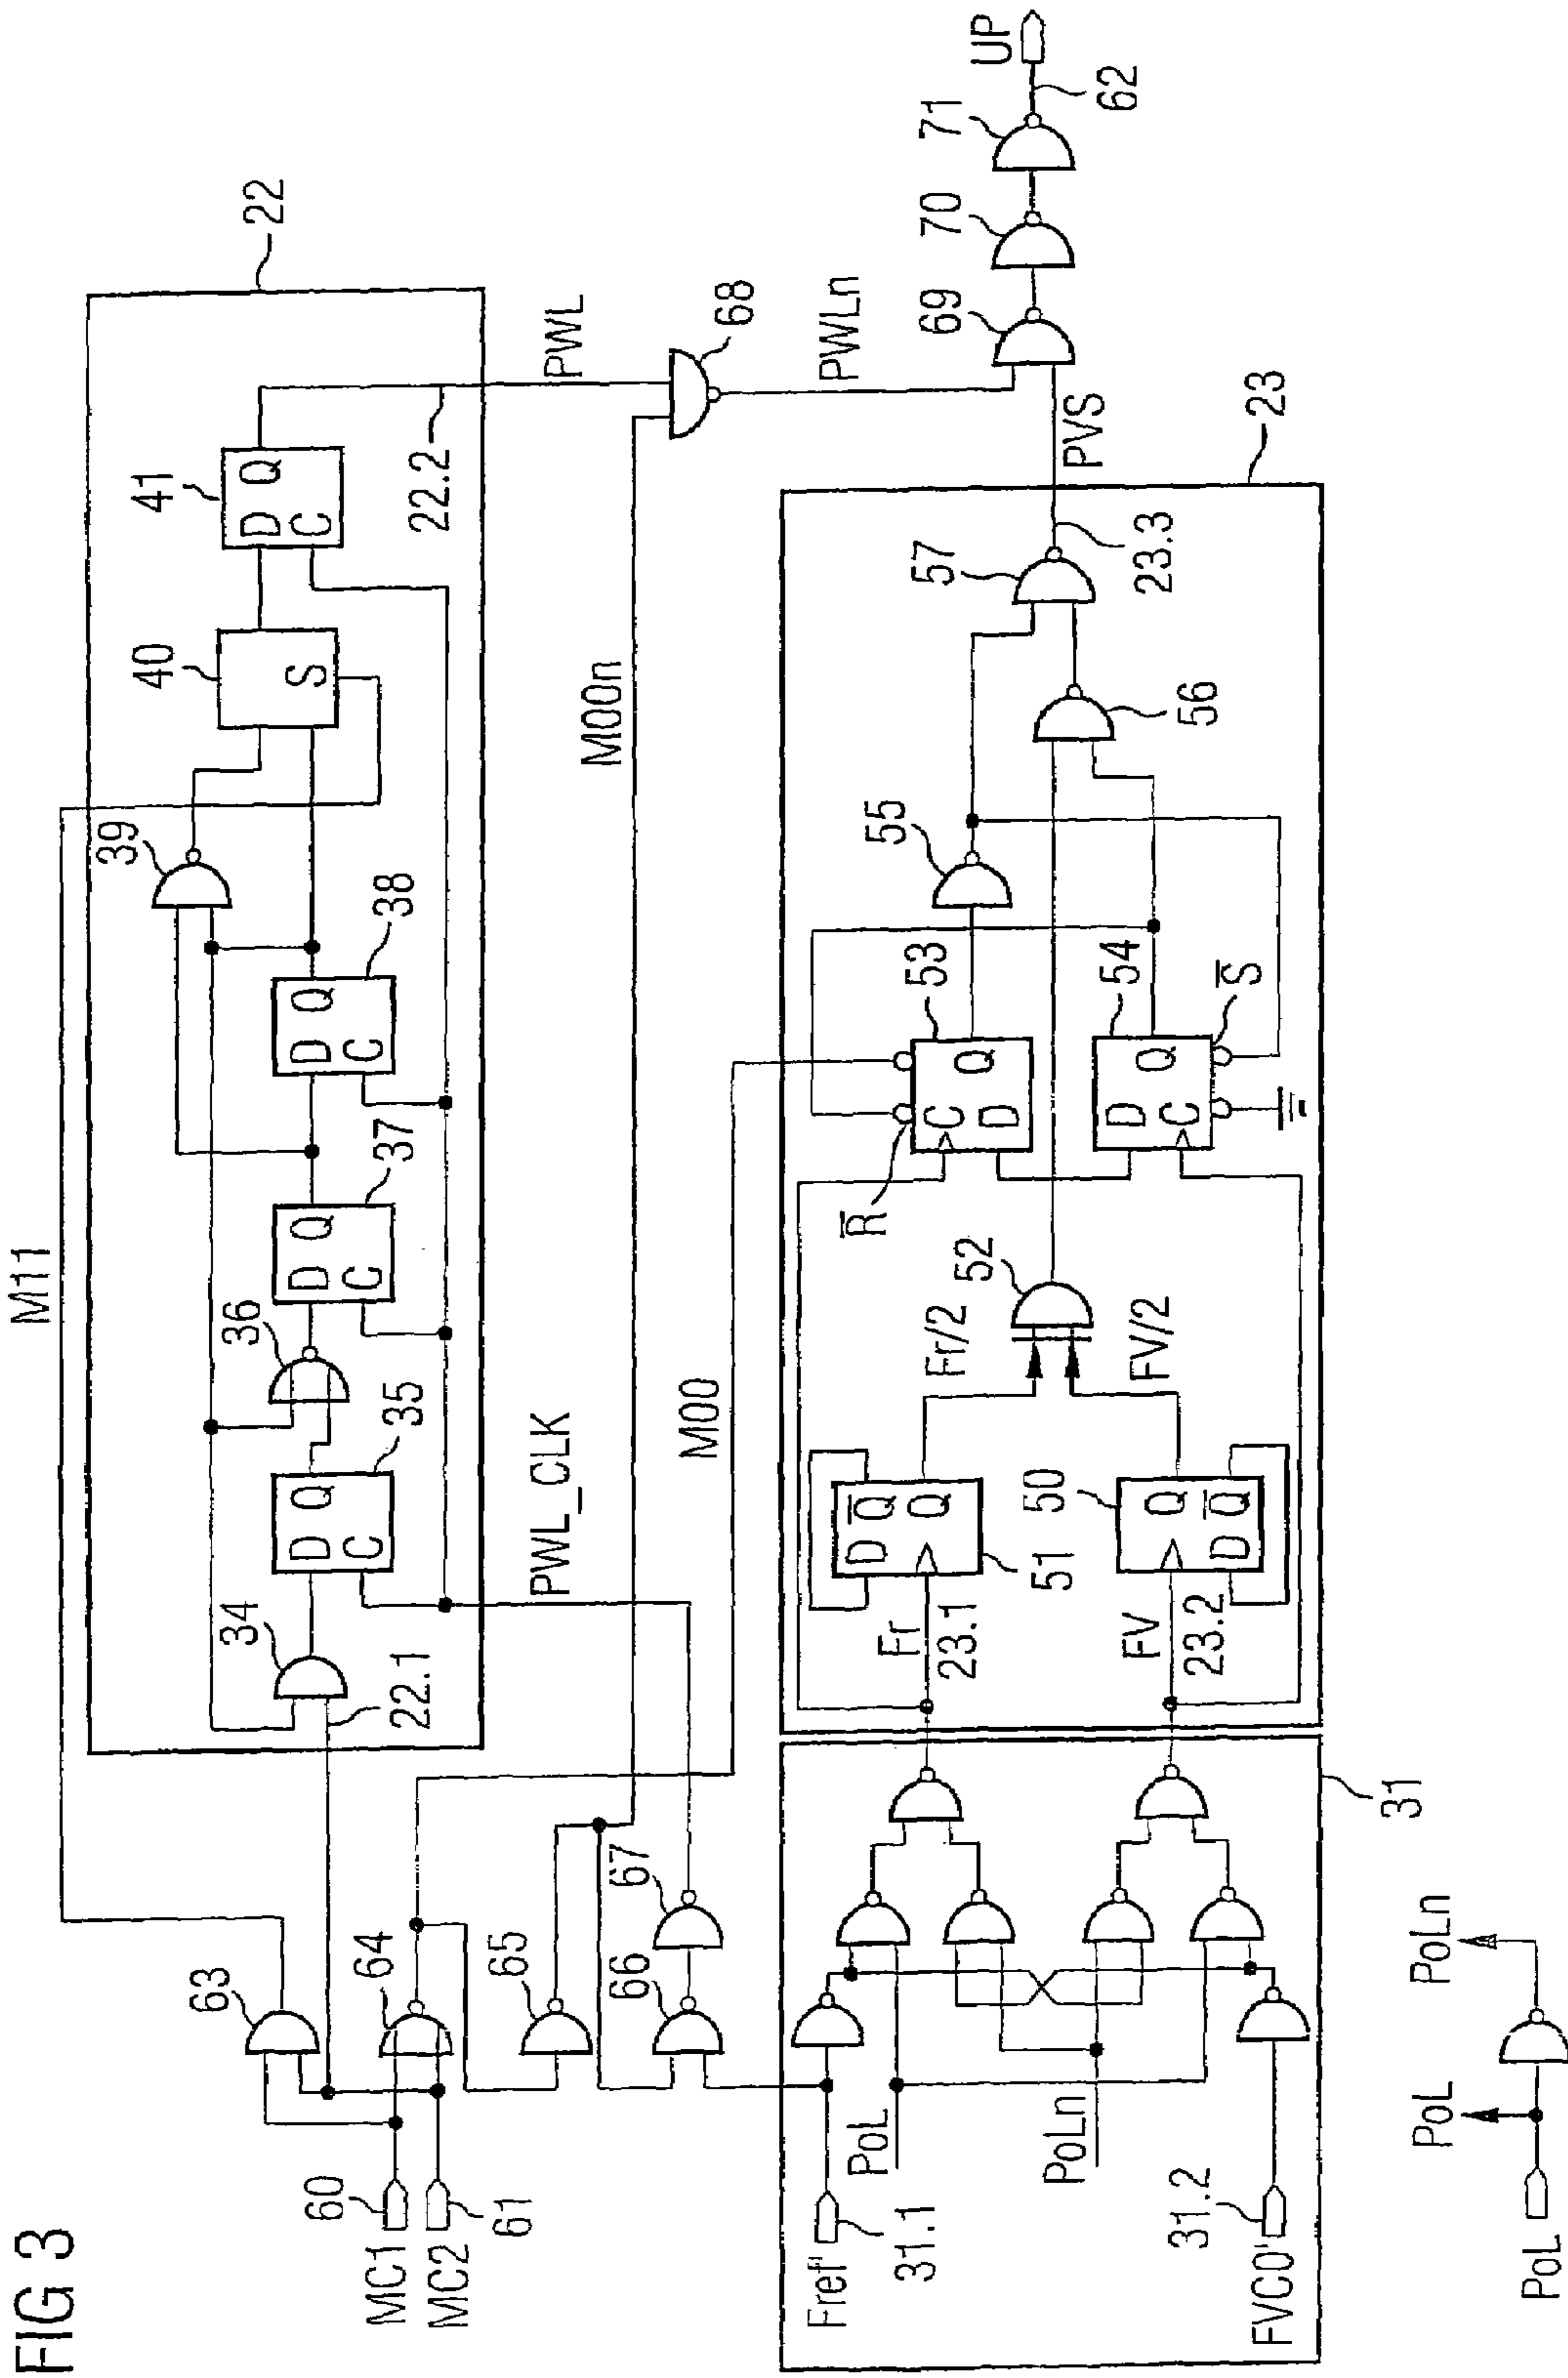 FIG 3
M11
22
34
35
36
37
38
39
40
41
D Q
C
D Q
C
D Q
C
S
D Q
C
22.1
22.2
PWL
PWL_CLK
M00n
M00
63
64
65
66
67
68
PWLn
69
70
71
UP
62
60
MC1
MC2
61
Fref'
31.1
PoL
PoLn
31.2
FVCO'
31
Fr
23.1
FV
23.2
D Q
Q
51
50
Q
D Q
Fr/2
FV/2
52
R
C Q
D
53
D Q
C
54
S
55
56
57
23.3
PVS
23
PoL
PoL
PoLn